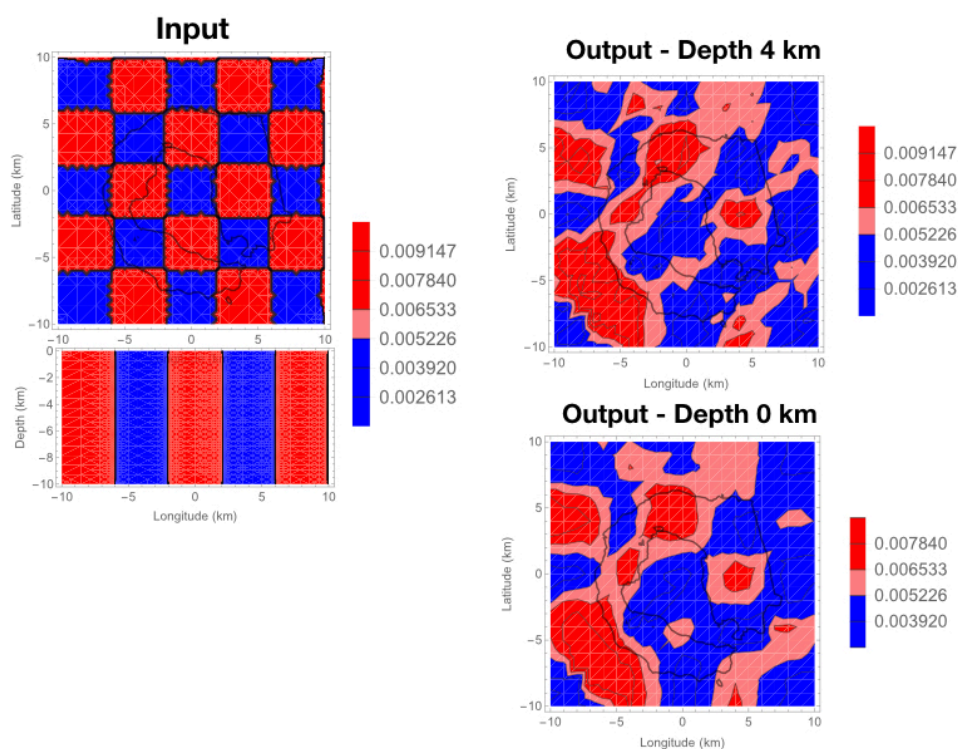 Input
10
5
0
−5
−10
Latitude (km)
−10 −5 0 5 10
0
−2
−4
−6
−8
−10
Depth (km)
−10 −5 0 5 10
Longitude (km)
0.009147
0.007840
0.006533
0.005226
0.003920
0.002613
Output - Depth 4 km
10
5
0
−5
−10
Latitude (km)
−10 −5 0 5 10
Longitude (km)
0.009147
0.007840
0.006533
0.005226
0.003920
0.002613
Output - Depth 0 km
10
5
0
−5
−10
Latitude (km)
−10 −5 0 5 10
Longitude (km)
0.007840
0.006533
0.005226
0.003920